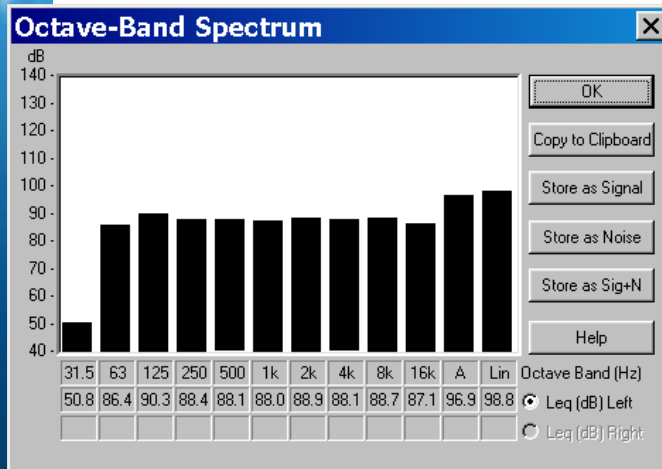 Octave-Band Spectrum
dB
140
130
120
110
100
90
80
70
60
50
40
31.5 63 125 250 500 1k 2k 4k 8k 16k A Lin Octave Band (Hz)
50.8 86.4 90.3 88.4 88.1 88.0 88.9 88.1 88.7 87.1 96.9 98.8 Leq (dB) Left
Leq (dB) Right
OK
Copy to Clipboard
Store as Signal
Store as Noise
Store as Sig+N
Help